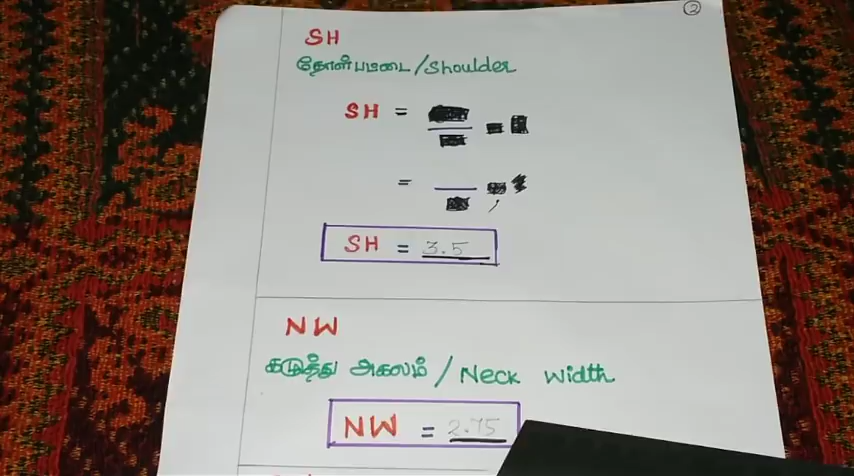 2
SH
தோள்பட்டை/Shoulder
SH =
=
SH = 3.5
NW
கழுத்து அகலம் / Neck width
NW = 2.75